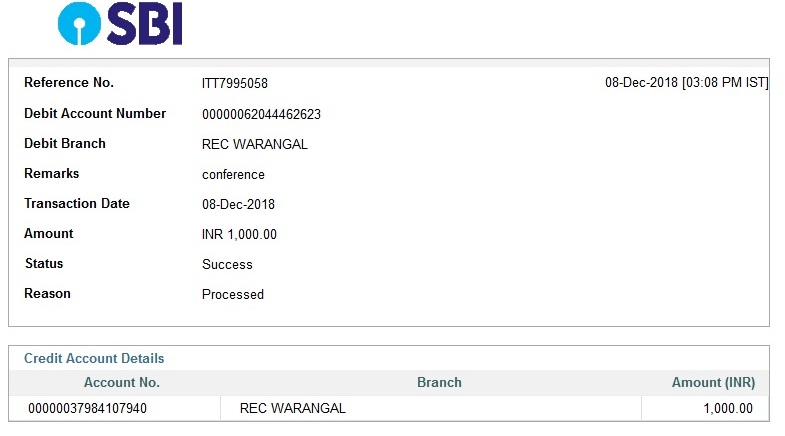 SBI
Reference No. ITT7995058 08-Dec-2018 [03:08 PM IST]
Debit Account Number 00000062044462623
Debit Branch REC WARANGAL
Remarks conference
Transaction Date 08-Dec-2018
Amount INR 1,000.00
Status Success
Reason Processed
Credit Account Details
Account No. Branch Amount (INR)
00000037984107940 REC WARANGAL 1,000.00